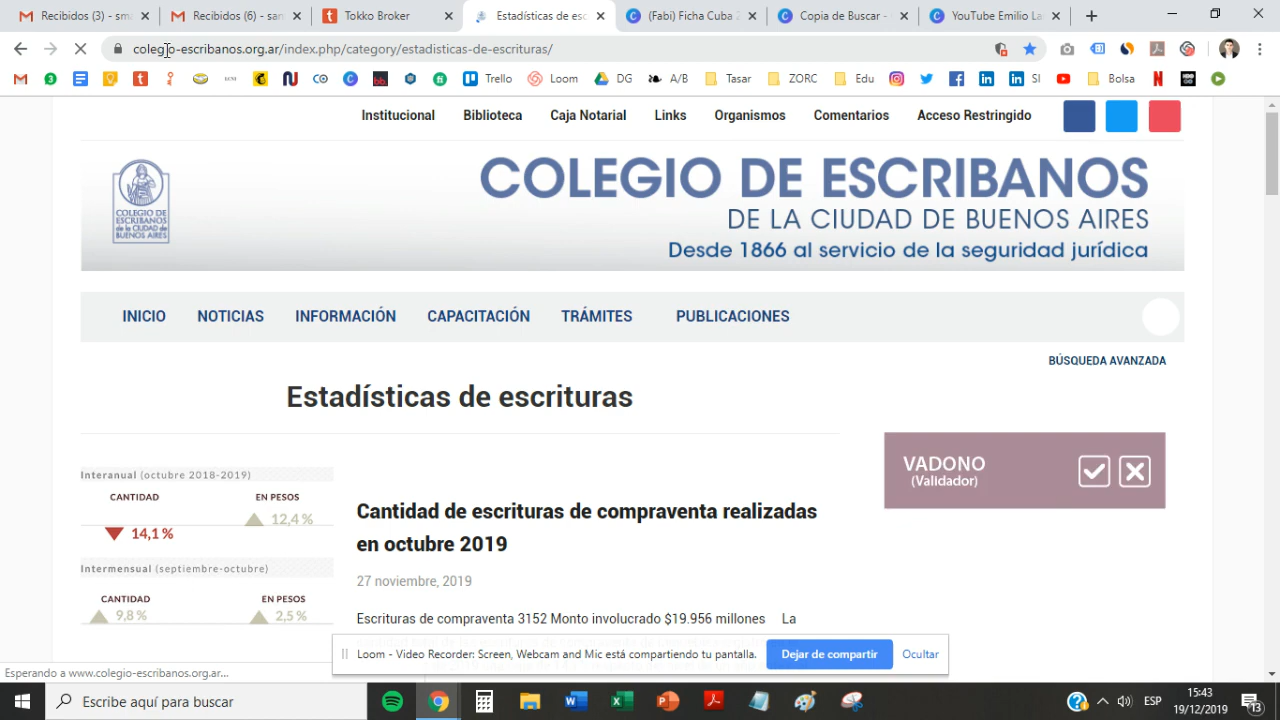 Recibidos (3) - sm
Recibidos (6) - san
Tokko Broker
Estadísticas de esc
(Fabi) Ficha Cuba 2
Copia de Buscar -
YouTube Emilio La
colegio-escribanos.org.ar/index.php/category/estadisticas-de-escrituras/
Trello
Loom
DG
A/B
Tasar
ZORC
Edu
SI
Bolsa
Institucional
Biblioteca
Caja Notarial
Links
Organismos
Comentarios
Acceso Restringido
COLEGIO DE
ESCRIBANOS
de la CIUDAD de
BUENOS AIRES
COLEGIO DE ESCRIBANOS
DE LA CIUDAD DE BUENOS AIRES
Desde 1866 al servicio de la seguridad jurídica
INICIO
NOTICIAS
INFORMACIÓN
CAPACITACIÓN
TRÁMITES
PUBLICACIONES
BÚSQUEDA AVANZADA
Estadísticas de escrituras
VADONO
(Validador)
Interanual (octubre 2018-2019)
CANTIDAD
EN PESOS
14,1 %
12,4 %
Intermensual (septiembre-octubre)
CANTIDAD
EN PESOS
9,8 %
2,5 %
Cantidad de escrituras de compraventa realizadas
en octubre 2019
27 noviembre, 2019
Escrituras de compraventa 3152 Monto involucrado $19.956 millones La
Loom - Video Recorder: Screen, Webcam and Mic está compartiendo tu pantalla.
Dejar de compartir
Ocultar
Esperando a www.colegio-escribanos.org.ar...
Escribe aquí para buscar
ESP
15:43
19/12/2019
13